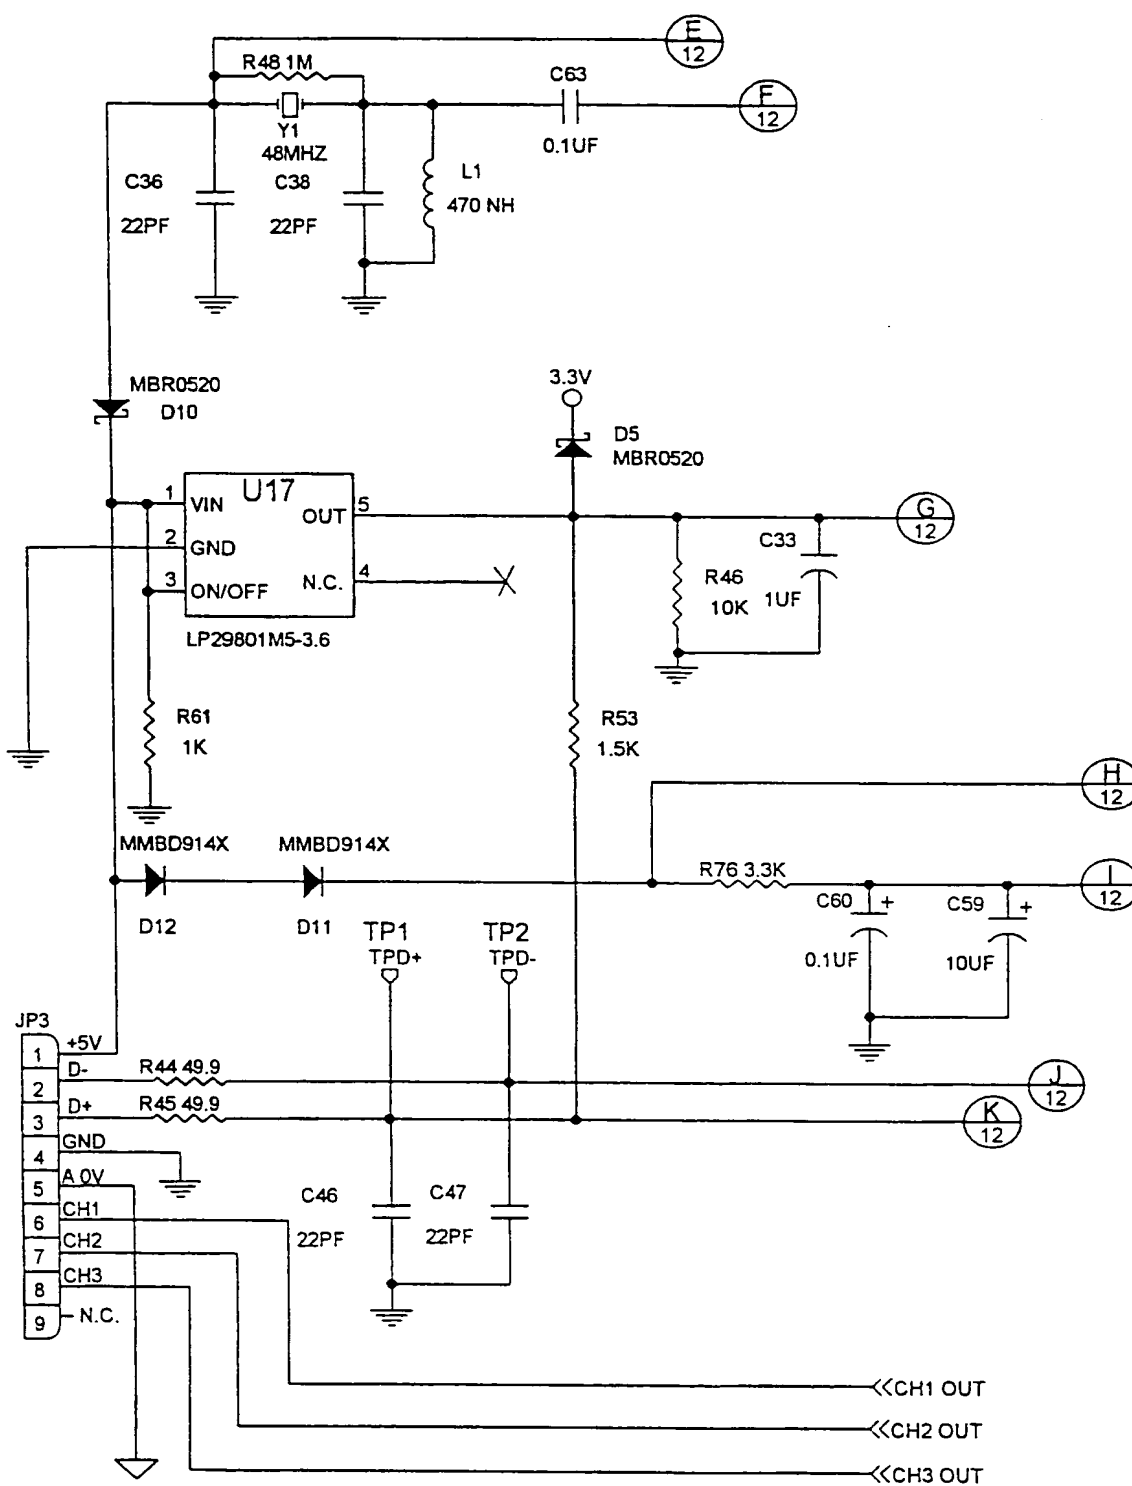 E
12
R48 1M
C63
F
12
Y1
48MHZ
0.1UF
C36
C38
L1
22PF
22PF
470 NH
MBR0520
D10
3.3V
D5
MBR0520
U17
1 VIN
OUT 5
G
12
2 GND
C33
3 ON/OFF
N.C. 4
R46
10K
1UF
LP29801M5-3.6
R61
1K
R53
1.5K
H
12
MMBD914X
MMBD914X
R76 3.3K
I
12
C60 +
C59 +
D12
D11
TP1
TPD+
TP2
TPD-
0.1UF
10UF
JP3
1 +5V
2 D-
R44 49.9
J
12
3 D+
R45 49.9
K
12
4 GND
5 A 0V
6 CH1
C46
C47
22PF
22PF
7 CH2
8 CH3
9 N.C.
CH1 OUT
CH2 OUT
CH3 OUT